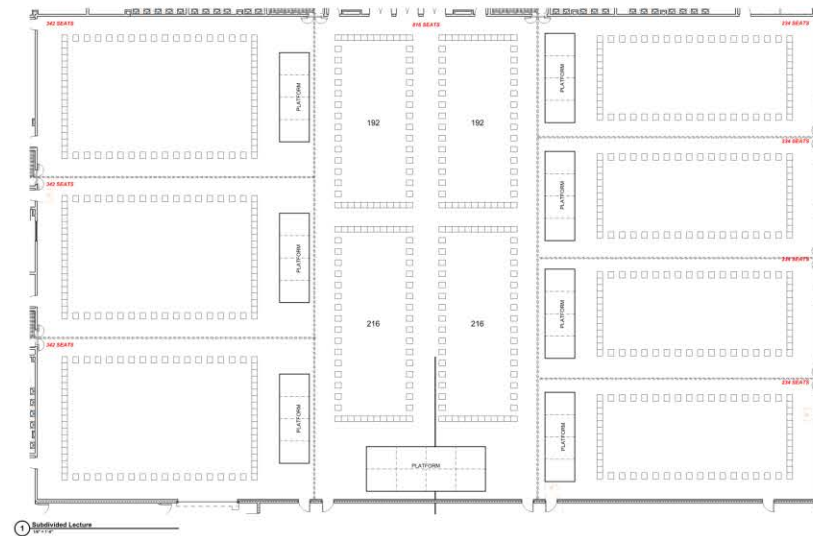 342 SEATS
816 SEATS
234 SEATS
PLATFORM
PLATFORM
192
192
342 SEATS
234 SEATS
PLATFORM
PLATFORM
216
216
234 SEATS
PLATFORM
342 SEATS
234 SEATS
PLATFORM
PLATFORM
PLATFORM
1
Subdivided Lecture